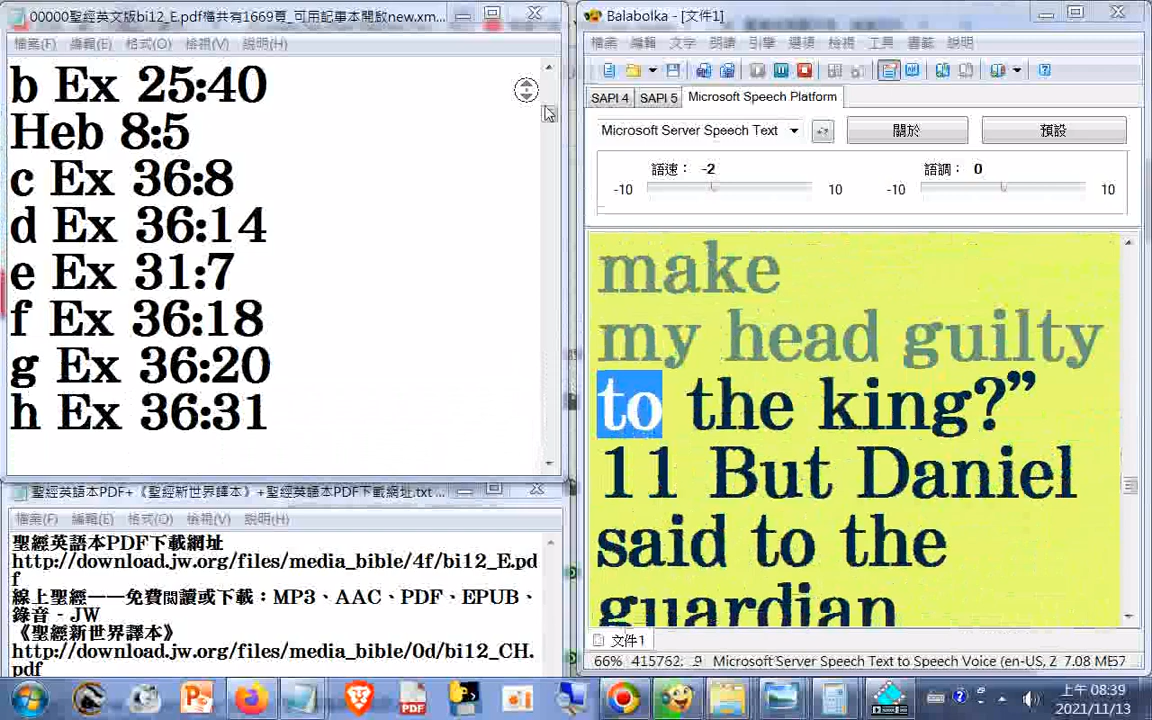 00000聖經英文版bi12_E.pdf檔共有1669頁_可用記事本開啟new.xm...
檔案(F) 編輯(E) 格式(O) 檢視(V) 說明(H)
b Ex 25:40
Heb 8:5
c Ex 36:8
d Ex 36:14
e Ex 31:7
f Ex 36:18
g Ex 36:20
h Ex 36:31
聖經英語本PDF+《聖經新世界譯本》+聖經英語本PDF下載網址.txt ...
檔案(F) 編輯(E) 格式(O) 檢視(V) 說明(H)
聖經英語本PDF下載網址
http://download.jw.org/files/media_bible/4f/bi12_E.pd
f
線上聖經——免費閱讀或下載：MP3、AAC、PDF、EPUB、
錄音 - JW
《聖經新世界譯本》
http://download.jw.org/files/media_bible/0d/bi12_CH.
pdf
Balabolka - [文件1]
檔案 編輯 文字 朗讀 引擎 選項 檢視 工具 書籤 說明
SAPI 4 SAPI 5 Microsoft Speech Platform
Microsoft Server Speech Text 關於 預設
語速： -2 語調： 0
-10 10 -10 10
make
my head guilty
to the king?”
11 But Daniel
said to the
guardian
文件1
66% 415762. Microsoft Server Speech Text to Speech Voice (en-US, Z 7.08 MB
上午 08:39
2021/11/13